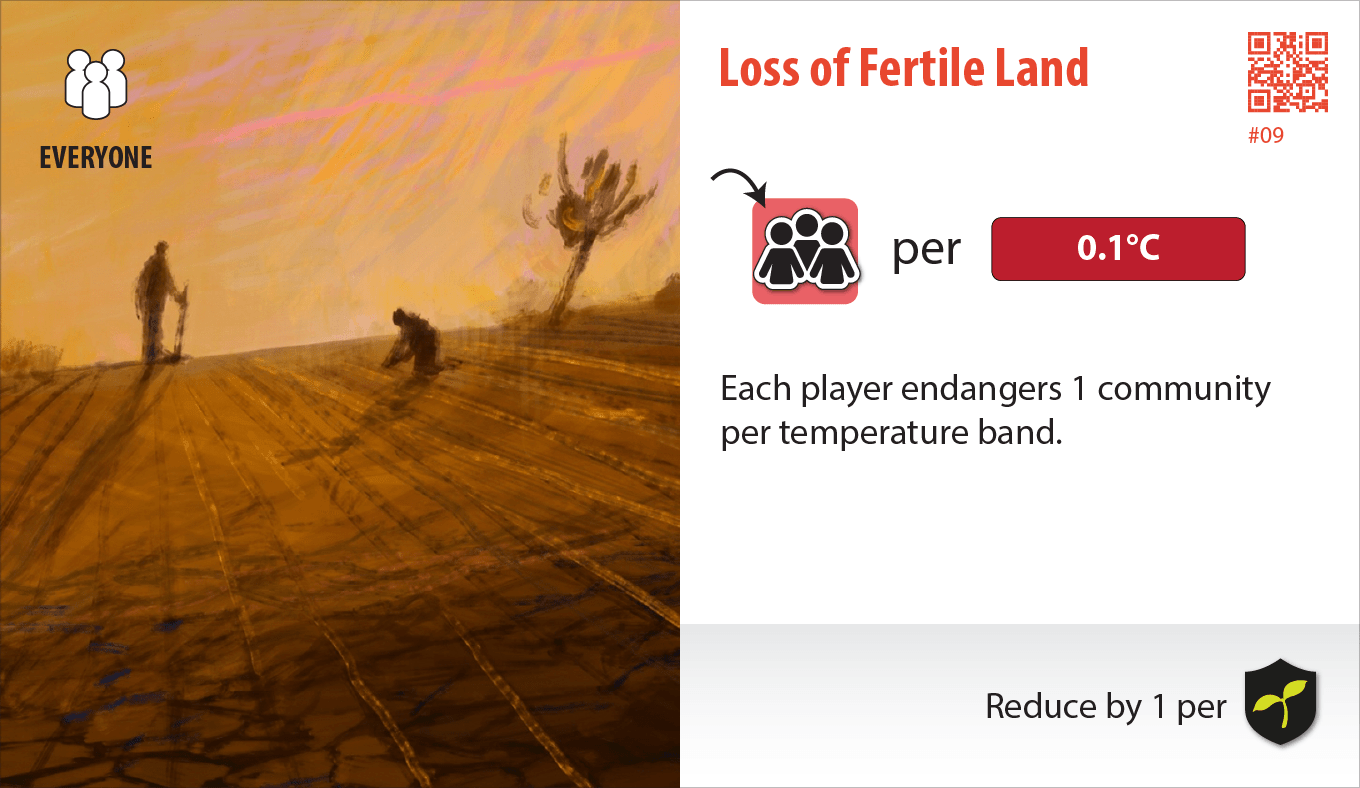 EVERYONE
Loss of Fertile Land
#09
per
0.1°C
Each player endangers 1 community
per temperature band.
Reduce by 1 per